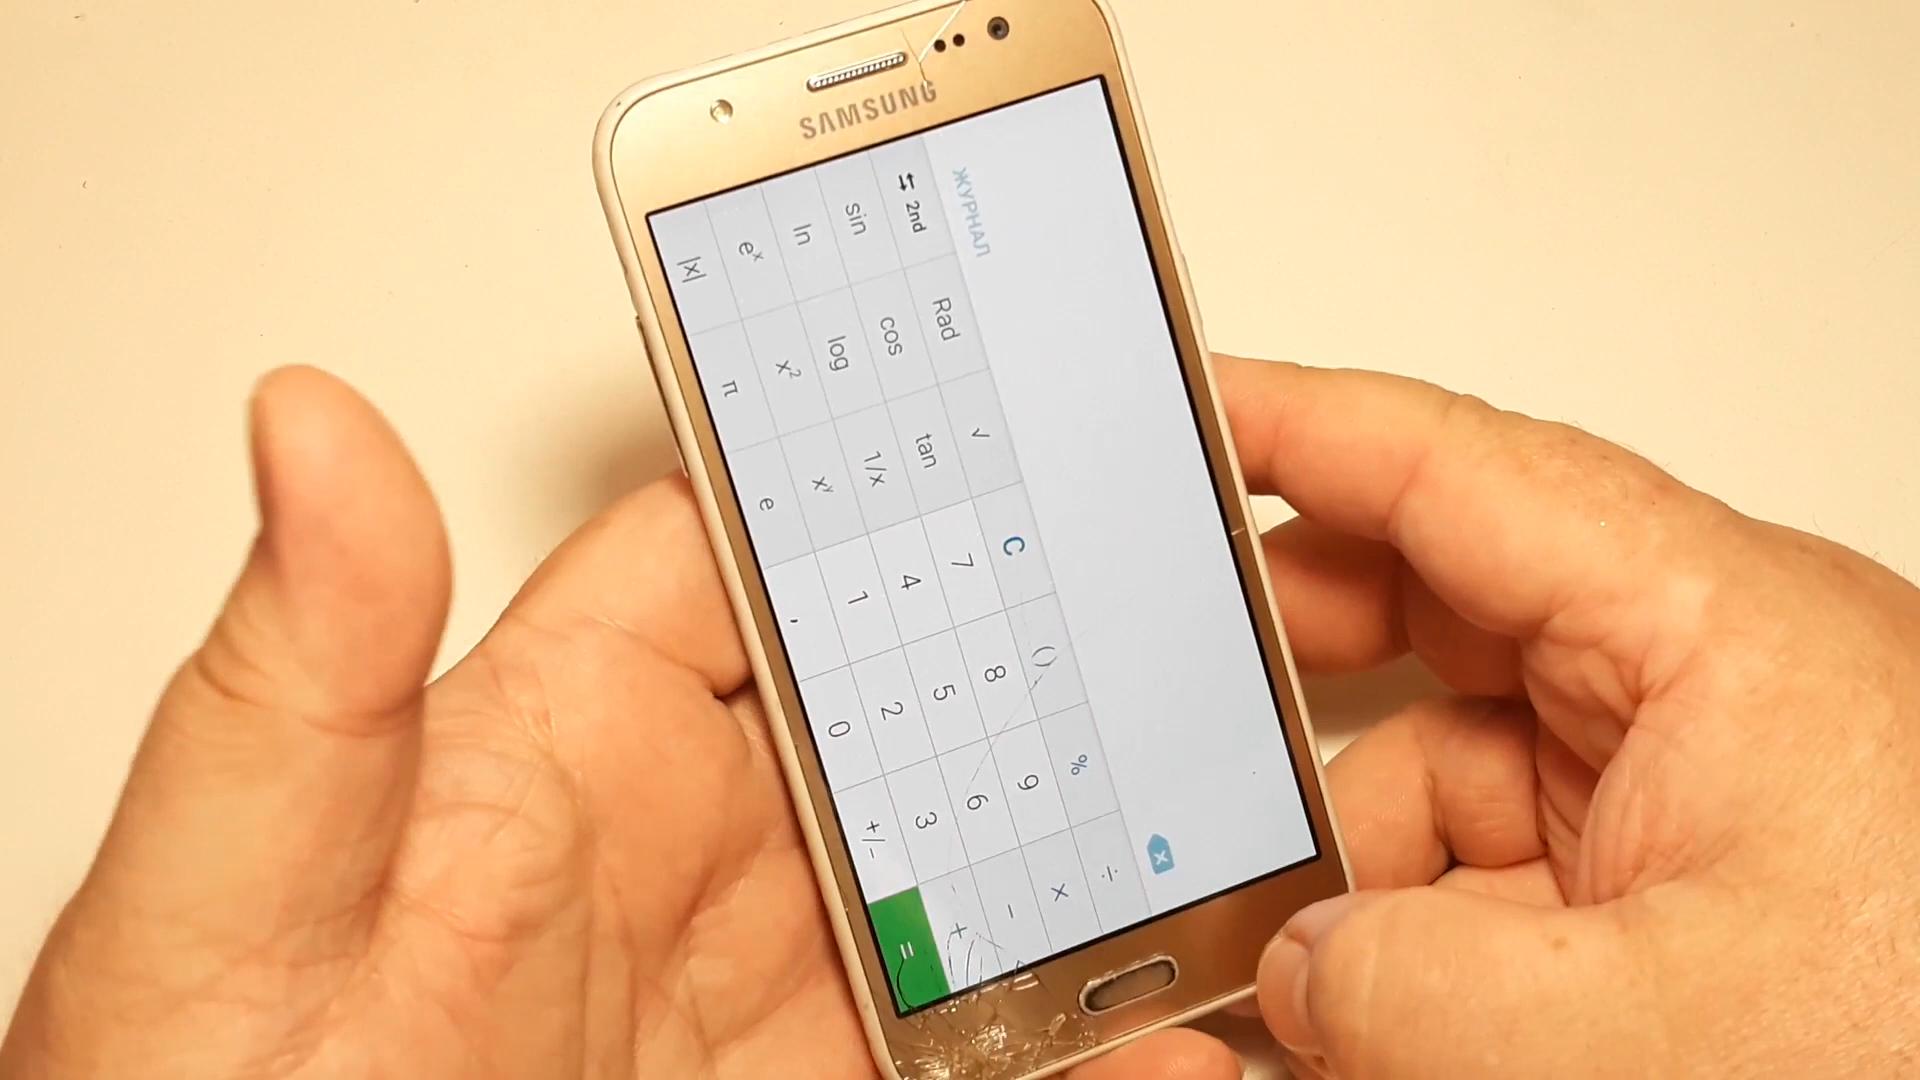 SAMSUNG
ЖУРНАЛ
⇆ 2nd Rad √ C () % ÷
sin cos tan 7 8 9 ×
ln log 1/x 4 5 6 −
eˣ x² xʸ 1 2 3 +
|x| π e , 0 +/− =